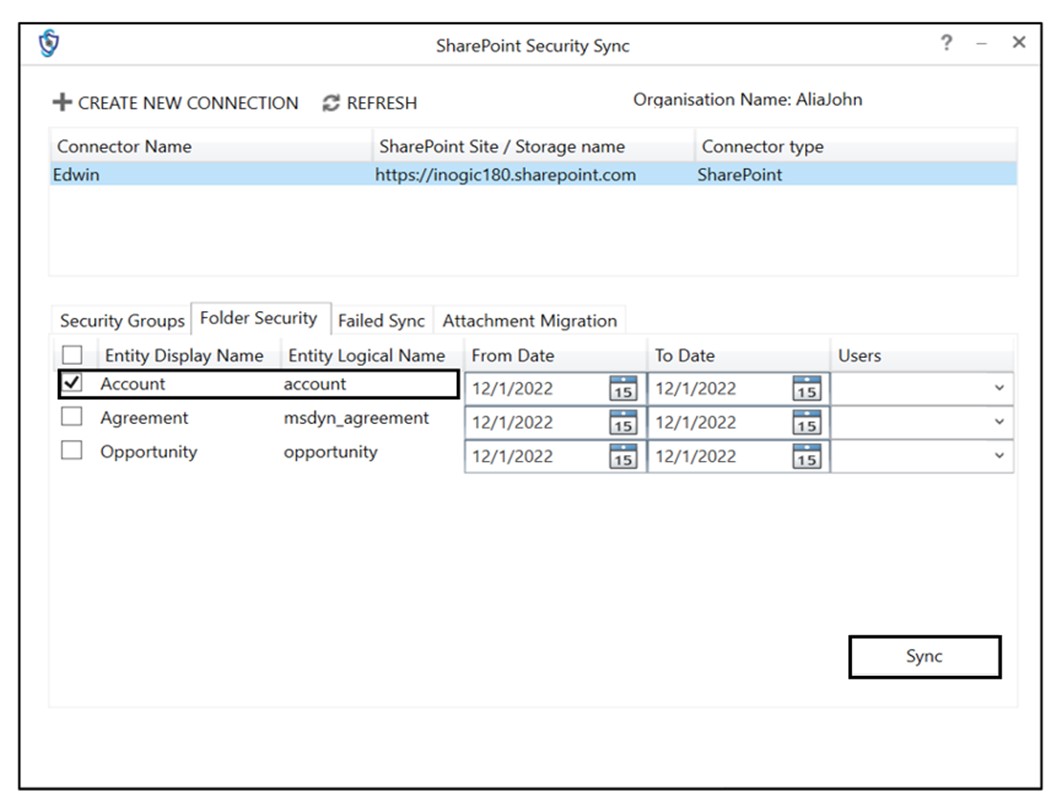 SharePoint Security Sync ? – ×
CREATE NEW CONNECTION REFRESH Organisation Name: AliaJohn
Connector Name SharePoint Site / Storage name Connector type
Edwin https://inogic180.sharepoint.com SharePoint
Security Groups Folder Security Failed Sync Attachment Migration
Entity Display Name Entity Logical Name From Date To Date Users
Account account 12/1/2022 15 12/1/2022 15
Agreement msdyn_agreement 12/1/2022 15 12/1/2022 15
Opportunity opportunity 12/1/2022 15 12/1/2022 15
Sync